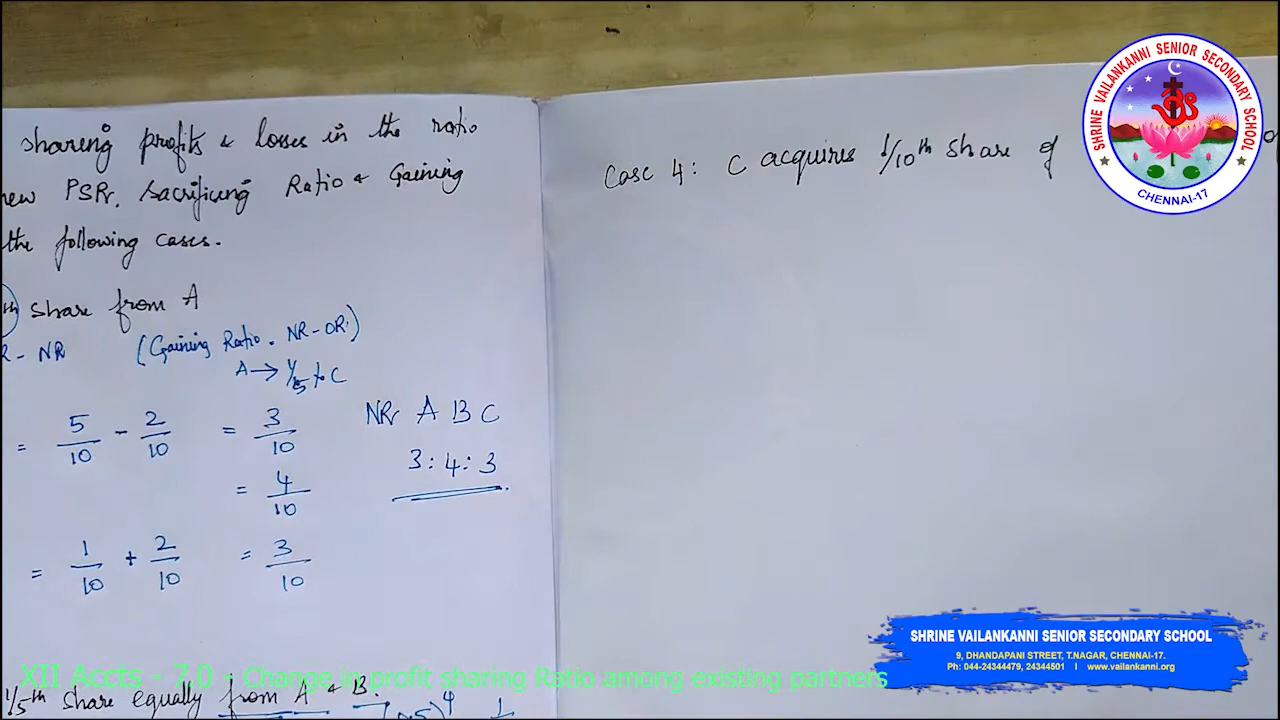 sharing profits & losses in the ratio
new PSR, Sacrificing Ratio & Gaining
the following cases.
th share from A
R - NR (Gaining Ratio = NR - OR)
A → 1/5 to C
= 5/10 - 2/10 = 3/10
= 4/10
= 1/10 + 2/10 = 3/10
NR A B C
3 : 4 : 3
1/5th share equally from A & B.
Case 4: C acquires 1/10th share of
SHRINE VAILANKANNI SENIOR SECONDARY SCHOOL
CHENNAI-17
SHRINE VAILANKANNI SENIOR SECONDARY SCHOOL
9, DHANDAPANI STREET, T.NAGAR, CHENNAI-17.
Ph: 044-24344479, 24344501 I www.vailankanni.org
XII Accts - 7.0 - Change in profit sharing Ratio among existing partners